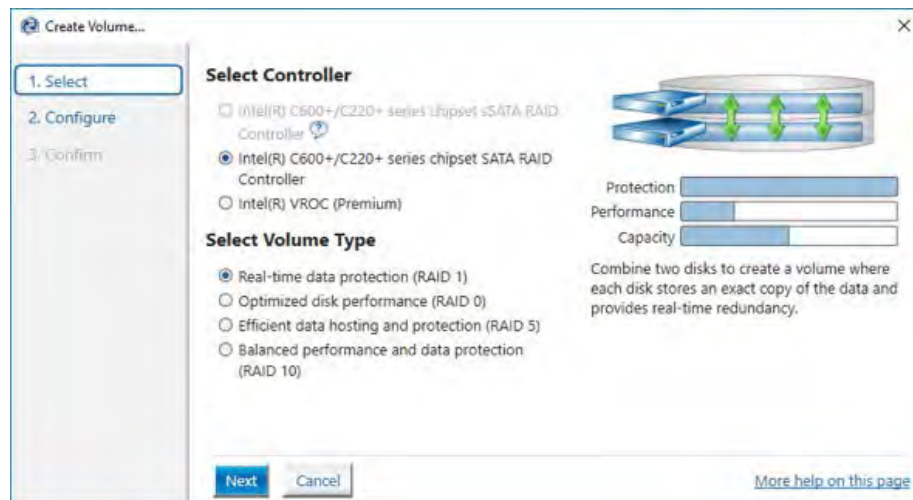 Create Volume...
1. Select
2. Configure
3. Confirm
Select Controller
Intel(R) C600+/C220+ series chipset sSATA RAID
Controller
Intel(R) C600+/C220+ series chipset SATA RAID
Controller
Intel(R) VROC (Premium)
Select Volume Type
Real-time data protection (RAID 1)
Optimized disk performance (RAID 0)
Efficient data hosting and protection (RAID 5)
Balanced performance and data protection
(RAID 10)
Protection
Performance
Capacity
Combine two disks to create a volume where
each disk stores an exact copy of the data and
provides real-time redundancy.
Next
Cancel
More help on this page